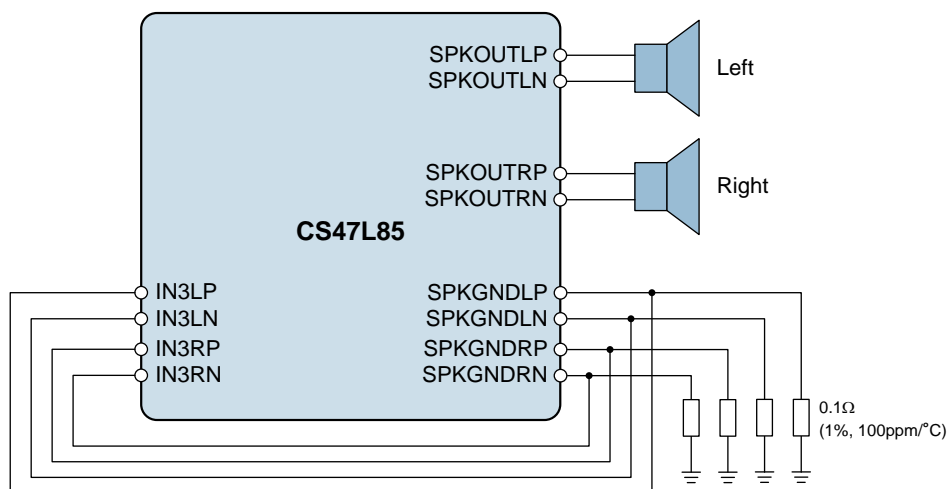 SPKOUTLP
SPKOUTLN
Left
SPKOUTRP
SPKOUTRN
Right
CS47L85
IN3LP
IN3LN
IN3RP
IN3RN
SPKGNDLP
SPKGNDLN
SPKGNDRP
SPKGNDRN
0.1Ω
(1%, 100ppm/°C)